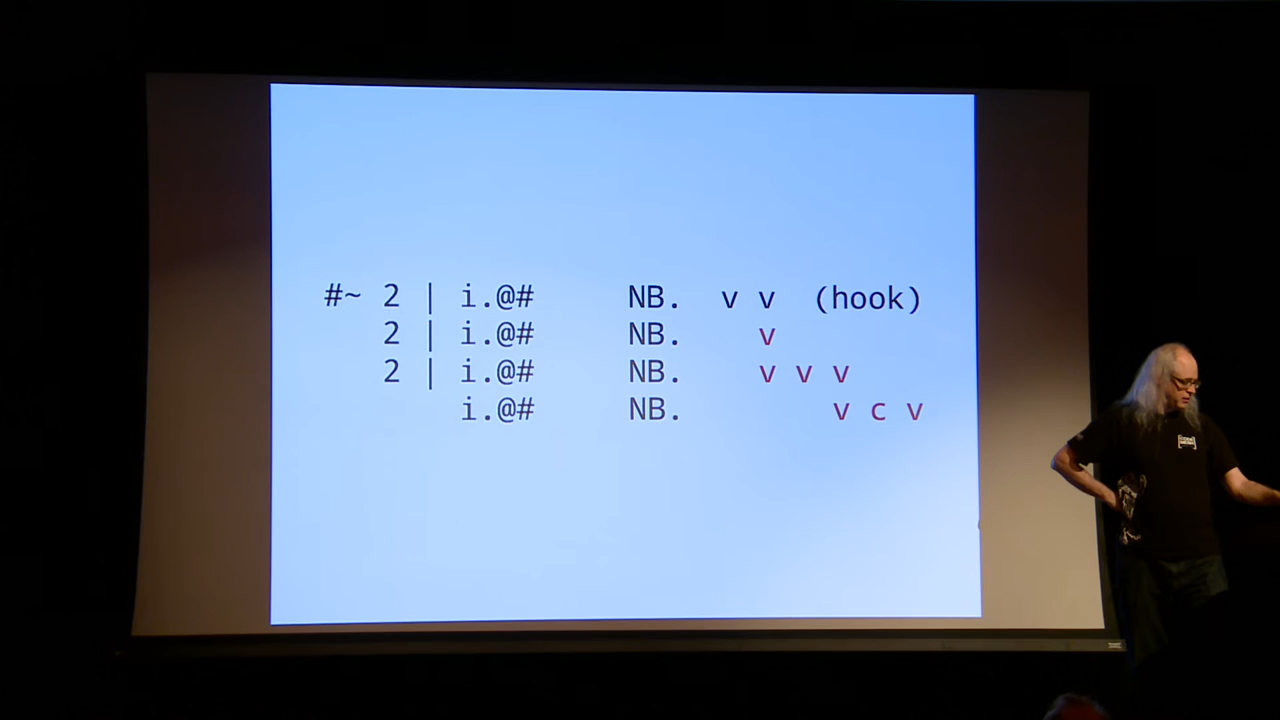 #~ 2 | i.@# NB. v v (hook)
2 | i.@# NB. v
2 | i.@# NB. v v v
i.@# NB. v c v